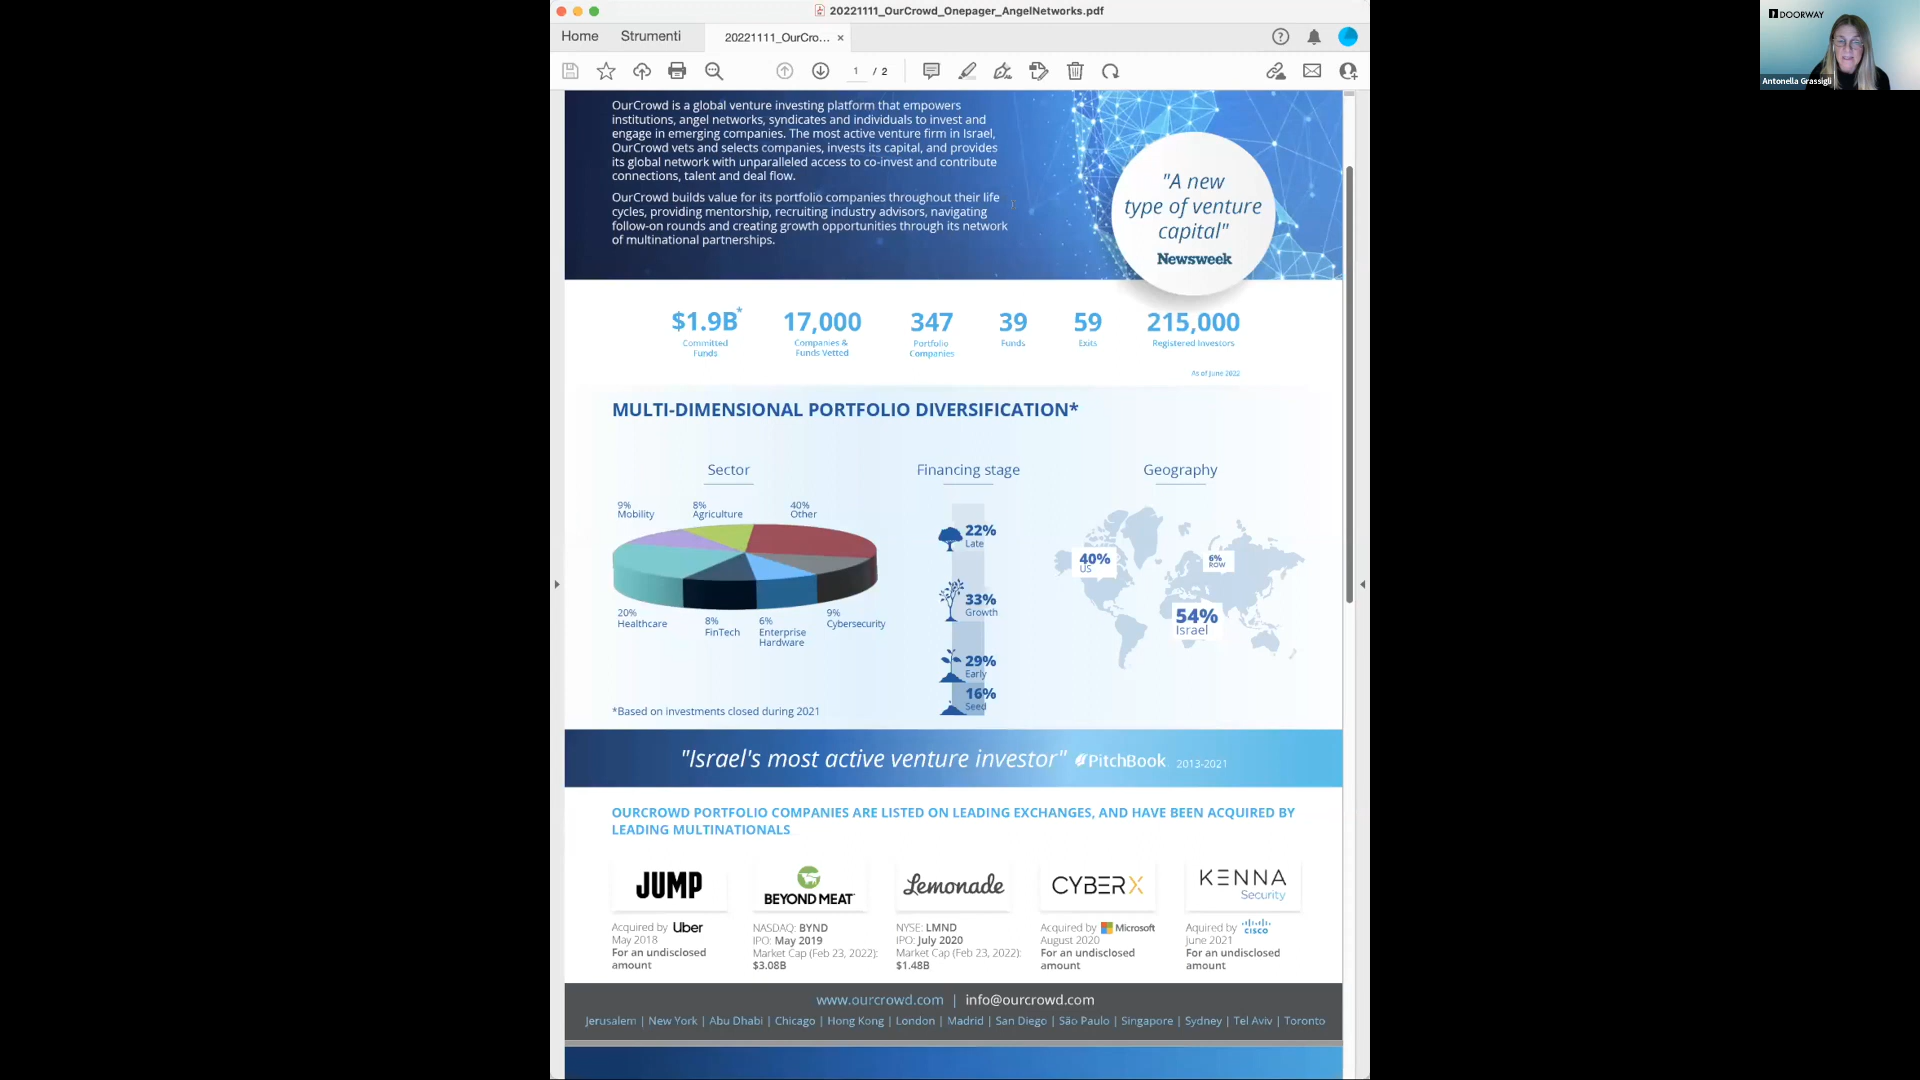 20221111_OurCrowd_Onepager_AngelNetworks.pdf
DOORWAY
Antonella Grassigli
Home
Strumenti
20221111_OurCro... ×
1 / 2
OurCrowd is a global venture investing platform that empowers
institutions, angel networks, syndicates and individuals to invest and
engage in emerging companies. The most active venture firm in Israel,
OurCrowd vets and selects companies, invests its capital, and provides
its global network with unparalleled access to co-invest and contribute
connections, talent and deal flow.
OurCrowd builds value for its portfolio companies throughout their life
cycles, providing mentorship, recruiting industry advisors, navigating
follow-on rounds and creating growth opportunities through its network
of multinational partnerships.
"A new
type of venture
capital"
Newsweek
$1.9B*
Committed
Funds
17,000
Companies &
Funds Vetted
347
Portfolio
Companies
39
Funds
59
Exits
215,000
Registered Investors
As of June 2022
MULTI-DIMENSIONAL PORTFOLIO DIVERSIFICATION*
Sector
9%
Mobility
8%
Agriculture
40%
Other
20%
Healthcare
8%
FinTech
6%
Enterprise
Hardware
9%
Cybersecurity
*Based on investments closed during 2021
Financing stage
22%
Late
33%
Growth
29%
Early
16%
Seed
Geography
40%
US
6%
ROW
54%
Israel
"Israel's most active venture investor" PitchBook 2013-2021
OURCROWD PORTFOLIO COMPANIES ARE LISTED ON LEADING EXCHANGES, AND HAVE BEEN ACQUIRED BY
LEADING MULTINATIONALS
JUMP
Acquired by Uber
May 2018
For an undisclosed
amount
BEYOND MEAT
NASDAQ: BYND
IPO: May 2019
Market Cap (Feb 23, 2022):
$3.08B
Lemonade
NYSE: LMND
IPO: July 2020
Market Cap (Feb 23, 2022):
$1.48B
CYBERX
Acquired by Microsoft
August 2020
For an undisclosed
amount
KENNA
Security
Aquired by CISCO
June 2021
For an undisclosed
amount
www.ourcrowd.com | info@ourcrowd.com
Jerusalem | New York | Abu Dhabi | Chicago | Hong Kong | London | Madrid | San Diego | São Paulo | Singapore | Sydney | Tel Aviv | Toronto